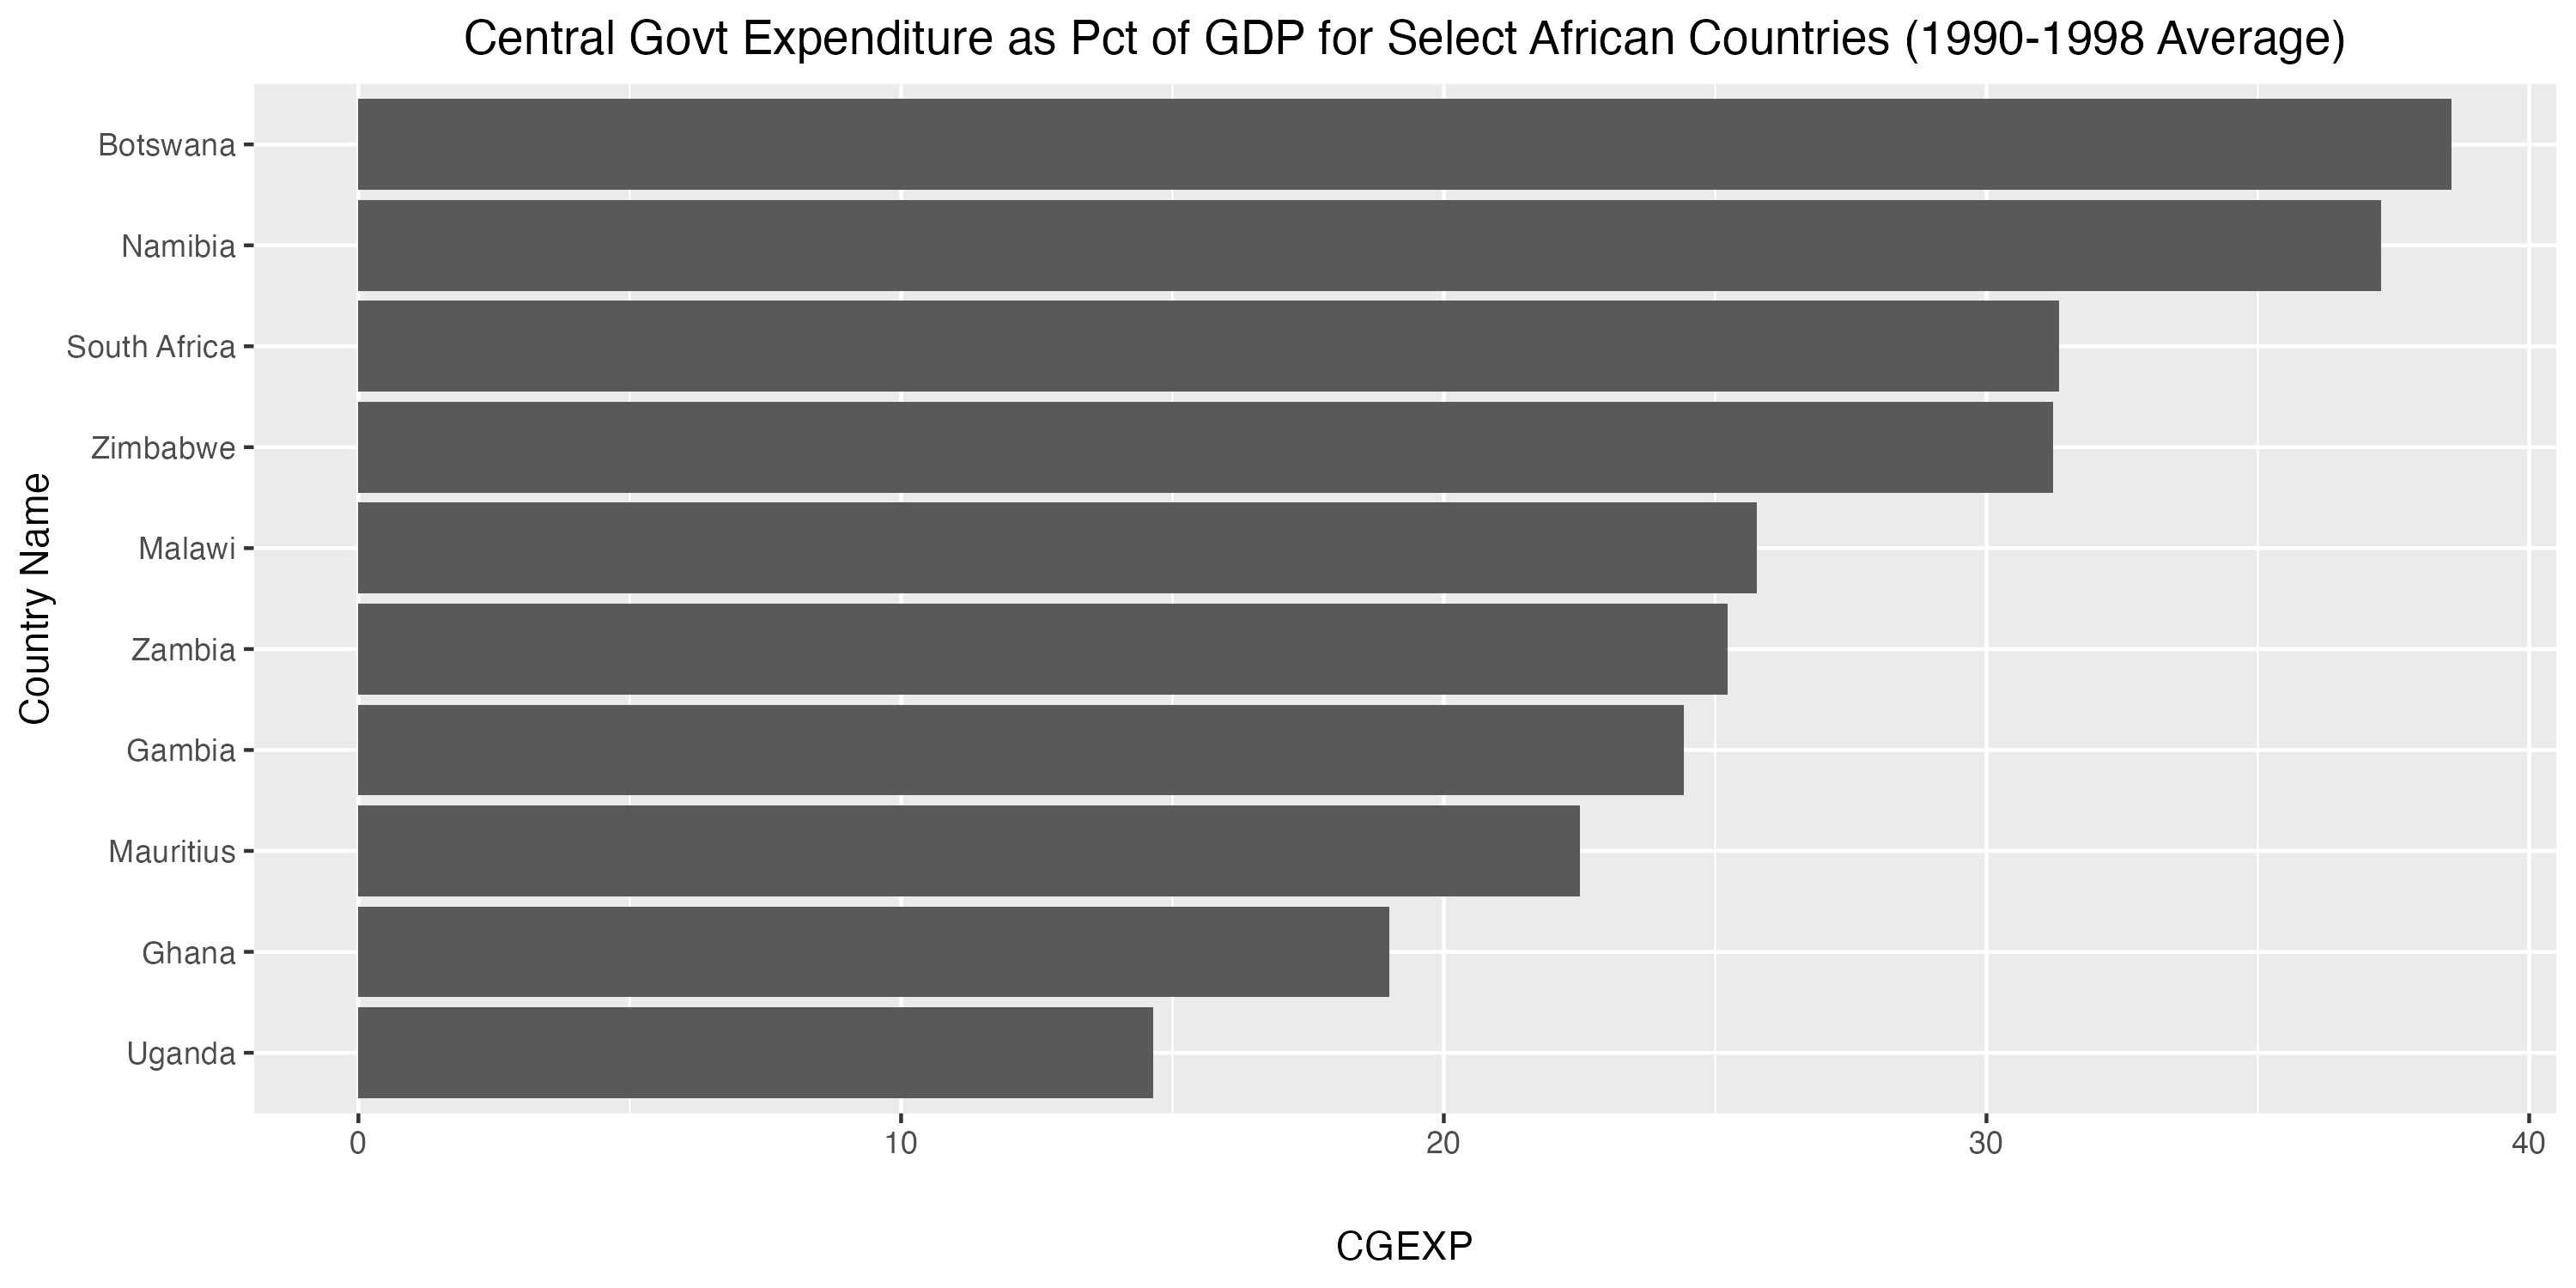 Central Govt Expenditure as Pct of GDP for Select African Countries (1990-1998 Average)
Country Name
Botswana
Namibia
South Africa
Zimbabwe
Malawi
Zambia
Gambia
Mauritius
Ghana
Uganda
0 10 20 30 40
CGEXP